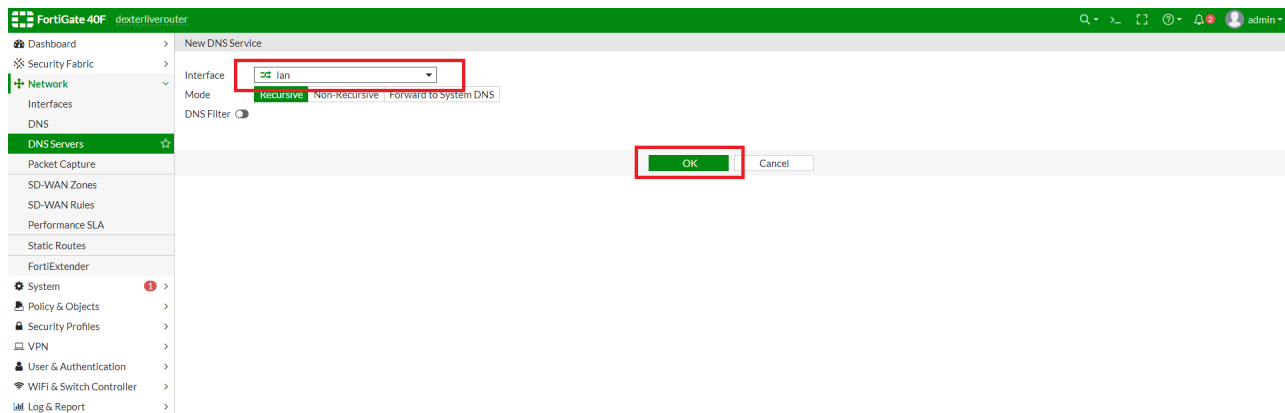 FortiGate 40F dexterliverouter
2 admin
Dashboard
Security Fabric
Network
Interfaces
DNS
DNS Servers
Packet Capture
SD-WAN Zones
SD-WAN Rules
Performance SLA
Static Routes
FortiExtender
System 1
Policy & Objects
Security Profiles
VPN
User & Authentication
WiFi & Switch Controller
Log & Report
New DNS Service
Interface lan
Mode Recursive Non-Recursive Forward to System DNS
DNS Filter
OK Cancel